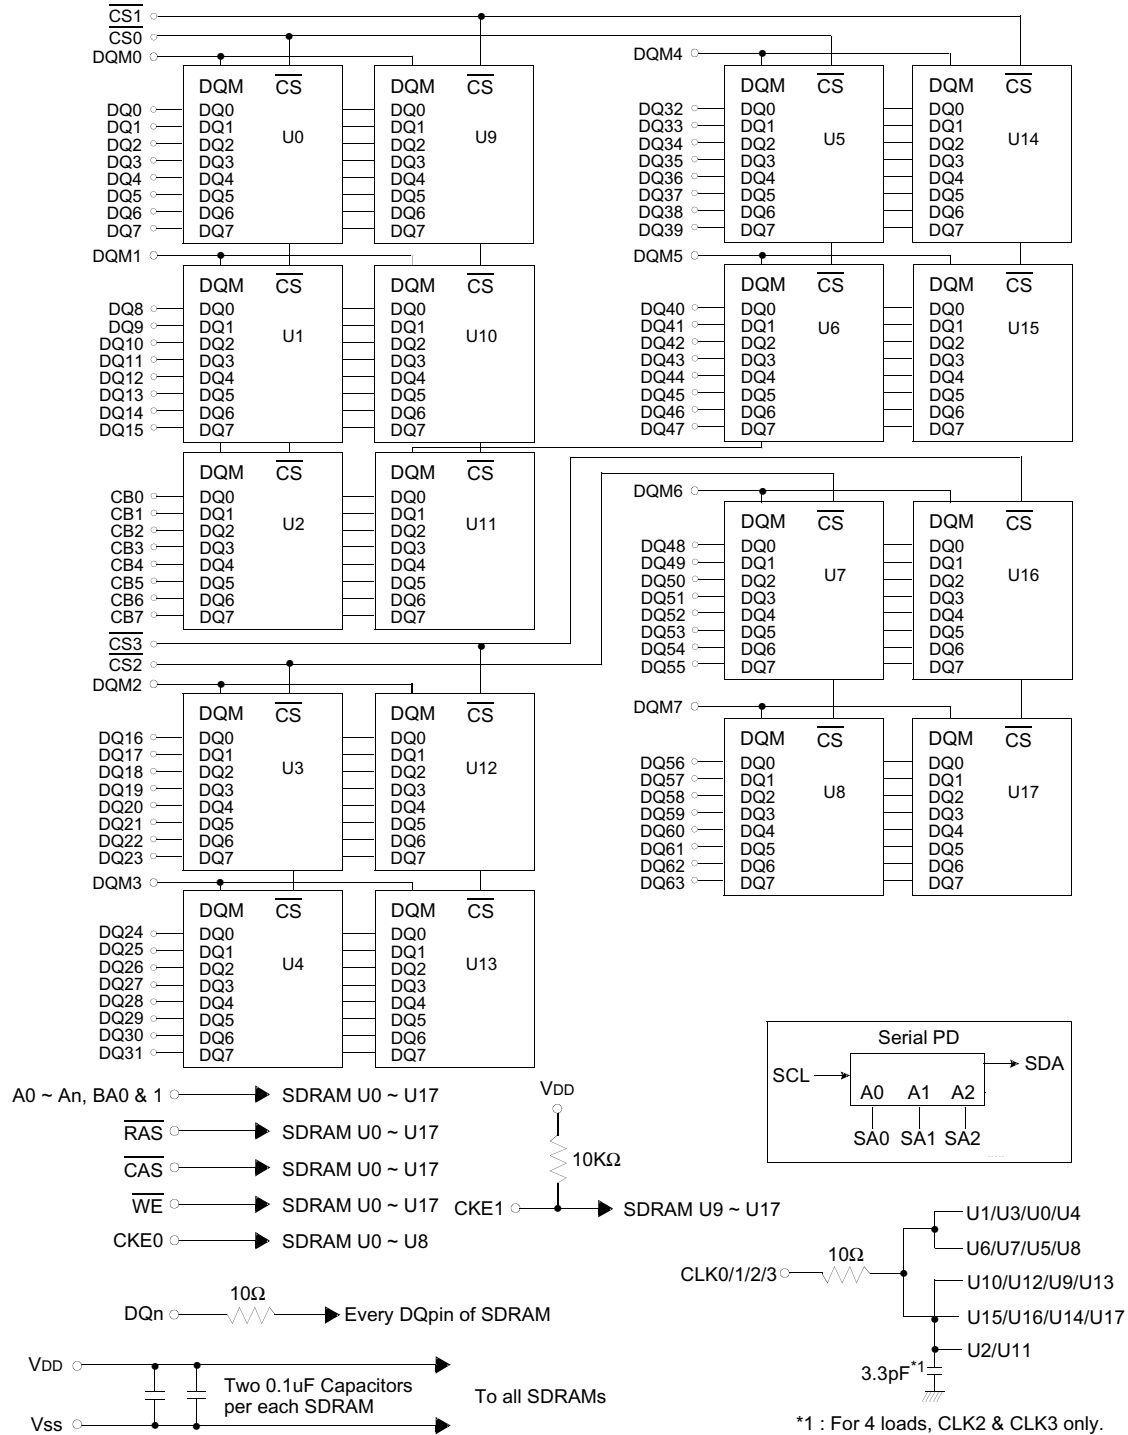 CS1
CS0
DQM0
DQM CS DQM CS
DQ0 DQ0 DQ0
DQ1 DQ1 U0 DQ1 U9
DQ2 DQ2 DQ2
DQ3 DQ3 DQ3
DQ4 DQ4 DQ4
DQ5 DQ5 DQ5
DQ6 DQ6 DQ6
DQ7 DQ7 DQ7
DQM1
DQM CS DQM CS
DQ8 DQ0 DQ0
DQ9 DQ1 U1 DQ1 U10
DQ10 DQ2 DQ2
DQ11 DQ3 DQ3
DQ12 DQ4 DQ4
DQ13 DQ5 DQ5
DQ14 DQ6 DQ6
DQ15 DQ7 DQ7
DQM CS DQM CS
CB0 DQ0 DQ0
CB1 DQ1 U2 DQ1 U11
CB2 DQ2 DQ2
CB3 DQ3 DQ3
CB4 DQ4 DQ4
CB5 DQ5 DQ5
CB6 DQ6 DQ6
CB7 DQ7 DQ7
CS3
CS2
DQM2
DQM CS DQM CS
DQ16 DQ0 DQ0
DQ17 DQ1 U3 DQ1 U12
DQ18 DQ2 DQ2
DQ19 DQ3 DQ3
DQ20 DQ4 DQ4
DQ21 DQ5 DQ5
DQ22 DQ6 DQ6
DQ23 DQ7 DQ7
DQM3
DQM CS DQM CS
DQ24 DQ0 DQ0
DQ25 DQ1 U4 DQ1 U13
DQ26 DQ2 DQ2
DQ27 DQ3 DQ3
DQ28 DQ4 DQ4
DQ29 DQ5 DQ5
DQ30 DQ6 DQ6
DQ31 DQ7 DQ7
DQM4
DQM CS DQM CS
DQ32 DQ0 DQ0
DQ33 DQ1 U5 DQ1 U14
DQ34 DQ2 DQ2
DQ35 DQ3 DQ3
DQ36 DQ4 DQ4
DQ37 DQ5 DQ5
DQ38 DQ6 DQ6
DQ39 DQ7 DQ7
DQM5
DQM CS DQM CS
DQ40 DQ0 DQ0
DQ41 DQ1 U6 DQ1 U15
DQ42 DQ2 DQ2
DQ43 DQ3 DQ3
DQ44 DQ4 DQ4
DQ45 DQ5 DQ5
DQ46 DQ6 DQ6
DQ47 DQ7 DQ7
DQM6
DQM CS DQM CS
DQ48 DQ0 DQ0
DQ49 DQ1 U7 DQ1 U16
DQ50 DQ2 DQ2
DQ51 DQ3 DQ3
DQ52 DQ4 DQ4
DQ53 DQ5 DQ5
DQ54 DQ6 DQ6
DQ55 DQ7 DQ7
DQM7
DQM CS DQM CS
DQ56 DQ0 DQ0
DQ57 DQ1 U8 DQ1 U17
DQ58 DQ2 DQ2
DQ59 DQ3 DQ3
DQ60 DQ4 DQ4
DQ61 DQ5 DQ5
DQ62 DQ6 DQ6
DQ63 DQ7 DQ7
Serial PD
SCL SDA
A0 A1 A2
SA0 SA1 SA2
A0 ~ An, BA0 & 1 SDRAM U0 ~ U17
RAS SDRAM U0 ~ U17
CAS SDRAM U0 ~ U17
WE SDRAM U0 ~ U17
CKE0 SDRAM U0 ~ U8
VDD
10KΩ
CKE1 SDRAM U9 ~ U17
10Ω
DQn Every DQpin of SDRAM
VDD
Two 0.1uF Capacitors
per each SDRAM
To all SDRAMs
Vss
CLK0/1/2/3 10Ω
U1/U3/U0/U4
U6/U7/U5/U8
U10/U12/U9/U13
U15/U16/U14/U17
U2/U11
3.3pF*1
*1 : For 4 loads, CLK2 & CLK3 only.